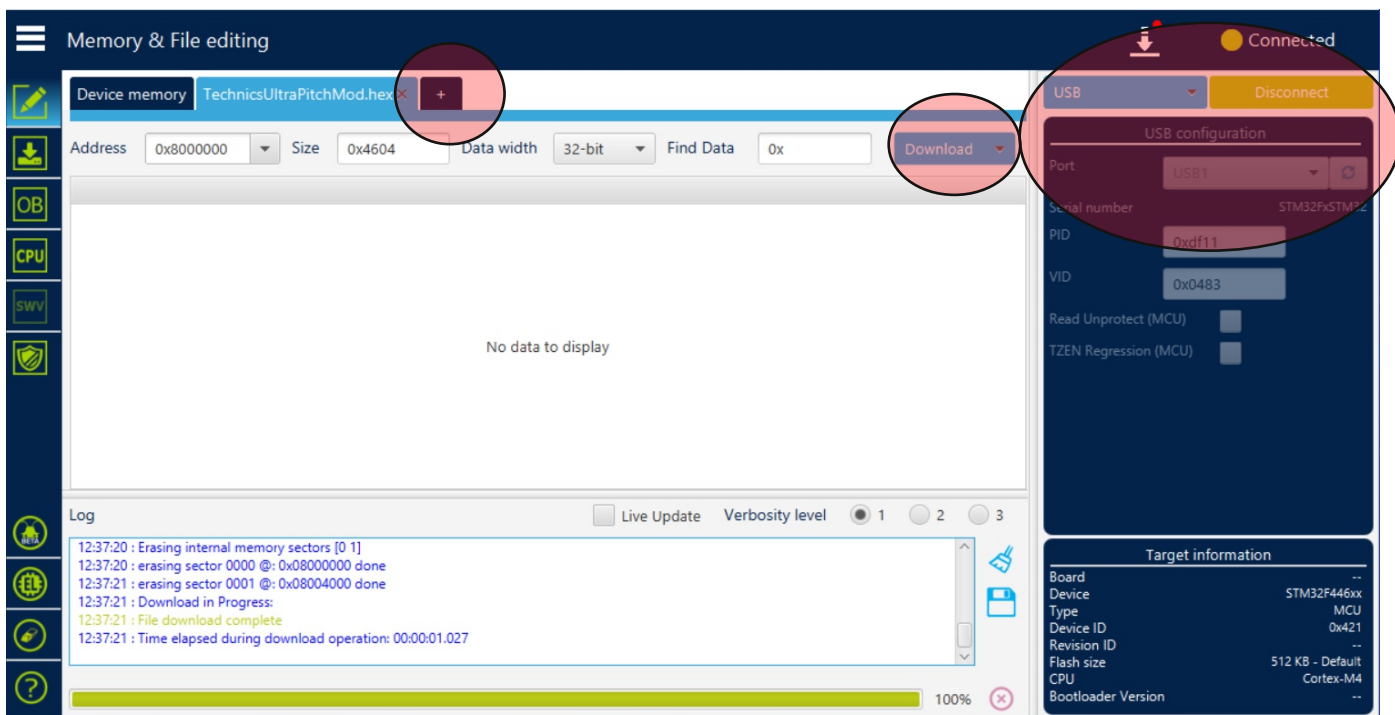 Memory & File editing
Connected
Device memory TechnicsUltraPitchMod.hex × +
USB Disconnect
Address 0x8000000 Size 0x4604 Data width 32-bit Find Data 0x Download
USB configuration
Port USB1
Serial number STM32FxSTM32
PID 0xdf11
VID 0x0483
Read Unprotect (MCU)
TZEN Regression (MCU)
OB
CPU
SWV
No data to display
Log Live Update Verbosity level 1 2 3
12:37:20 : Erasing internal memory sectors [0 1]
12:37:20 : erasing sector 0000 @: 0x08000000 done
12:37:21 : erasing sector 0001 @: 0x08004000 done
12:37:21 : Download in Progress:
12:37:21 : File download complete
12:37:21 : Time elapsed during download operation: 00:00:01.027
100%
BETA
EL
?
Target information
Board --
Device STM32F446xx
Type MCU
Device ID 0x421
Revision ID --
Flash size 512 KB - Default
CPU Cortex-M4
Bootloader Version --